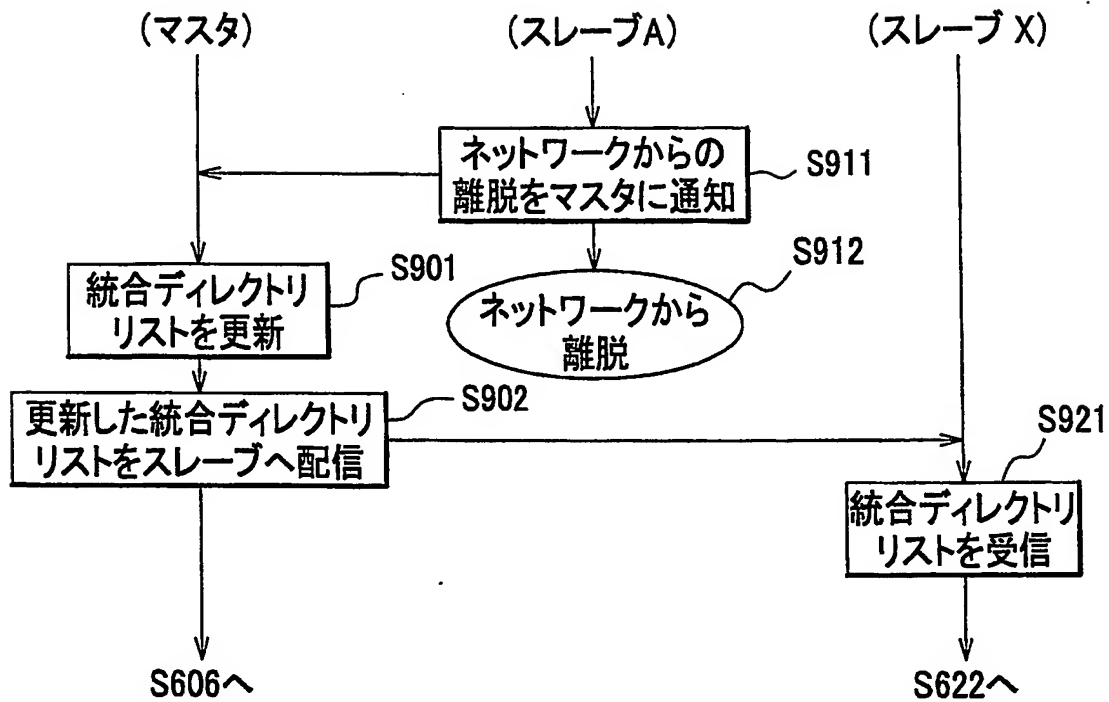 (マスタ)
(スレーブA)
(スレーブ X)
ネットワークからの
離脱をマスタに通知
S911
S901
統合ディレクトリ
リストを更新
S912
ネットワークから
離脱
S902
更新した統合ディレクトリ
リストをスレーブへ配信
S921
統合ディレクトリ
リストを受信
S606へ
S622へ